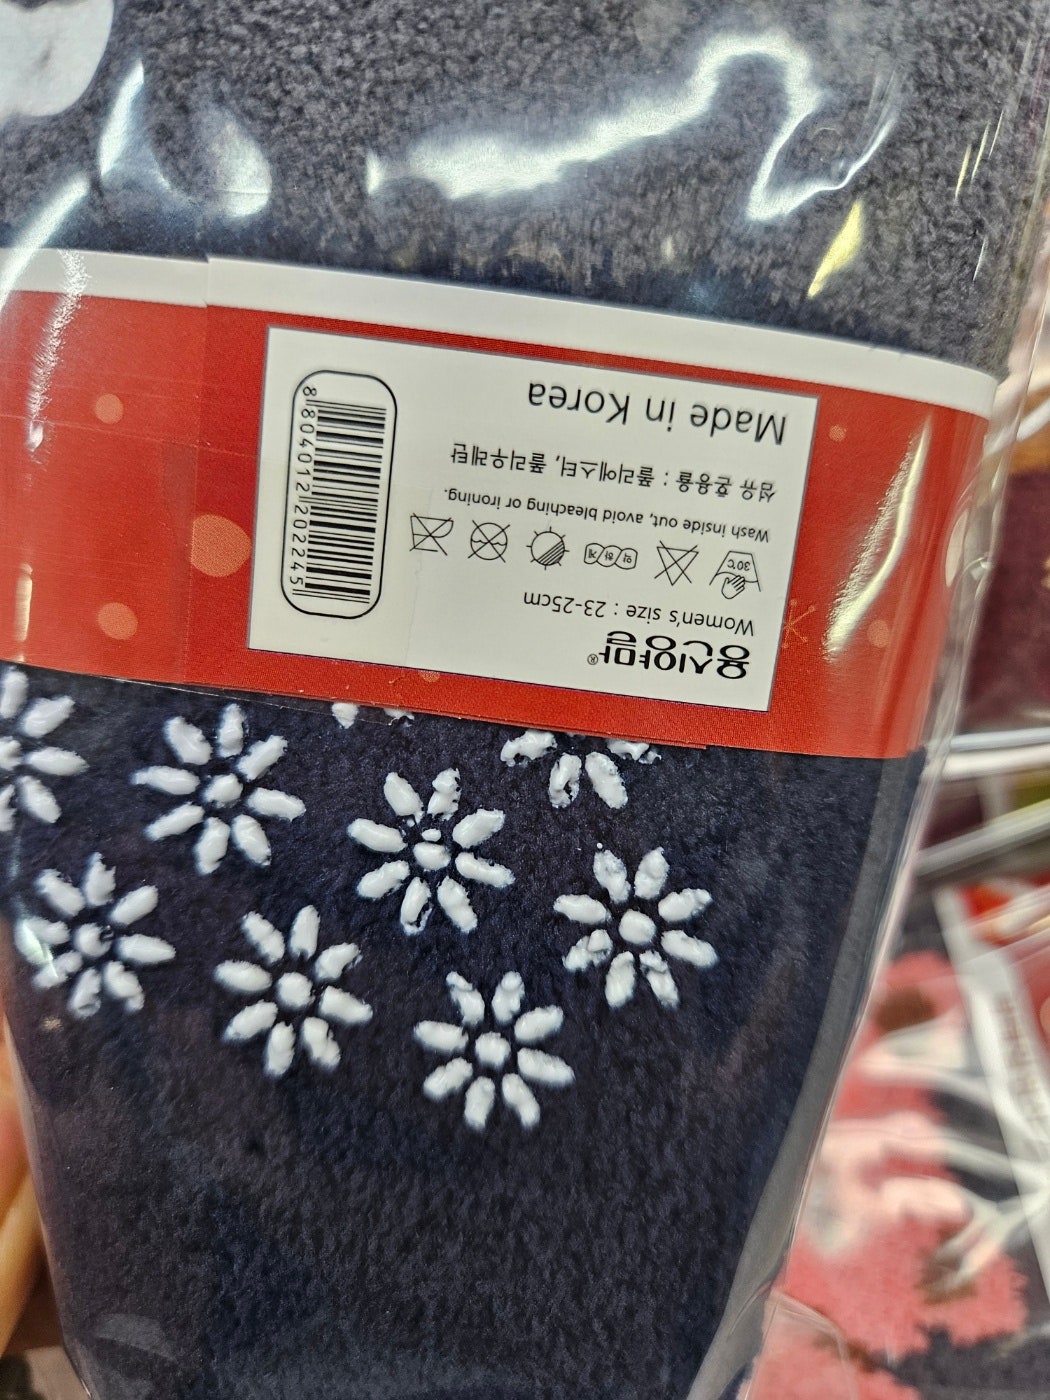 Women's size : 23-25cm
30℃
Wash inside out, avoid bleaching or ironing.
섬유 혼용율 : 폴리에스터, 폴리우레탄
Made in Korea
8 804012 202245